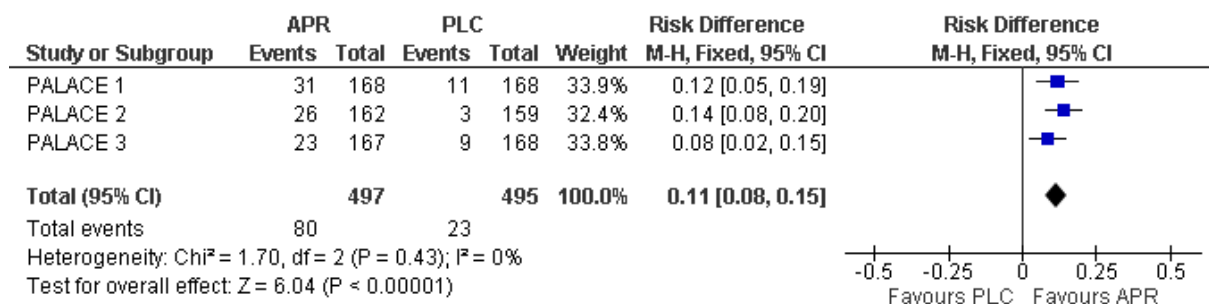 APR PLC Risk Difference Risk Difference
Study or Subgroup Events Total Events Total Weight M-H, Fixed, 95% CI M-H, Fixed, 95% CI
PALACE 1 31 168 11 168 33.9% 0.12 [0.05, 0.19]
PALACE 2 26 162 3 159 32.4% 0.14 [0.08, 0.20]
PALACE 3 23 167 9 168 33.8% 0.08 [0.02, 0.15]
Total (95% CI) 497 495 100.0% 0.11 [0.08, 0.15]
Total events 80 23
Heterogeneity: Chi² = 1.70, df = 2 (P = 0.43); I² = 0%
Test for overall effect: Z = 6.04 (P < 0.00001)
-0.5 -0.25 0 0.25 0.5
Favours PLC Favours APR